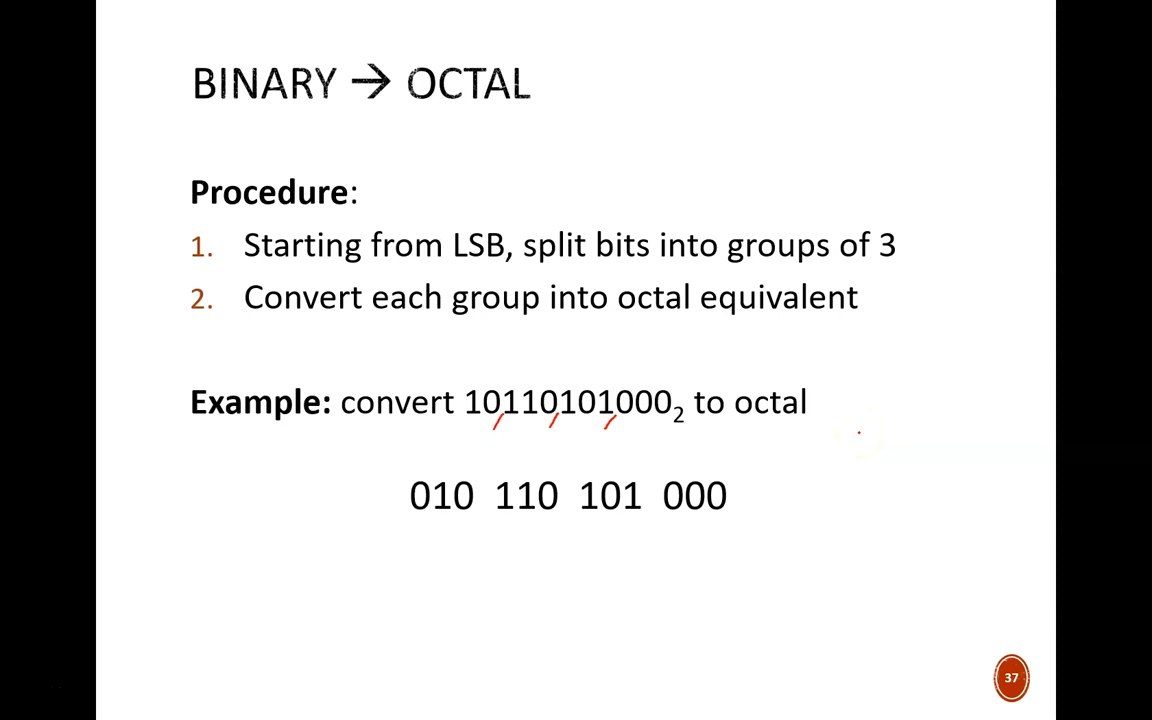 BINARY → OCTAL
Procedure:
1. Starting from LSB, split bits into groups of 3
2. Convert each group into octal equivalent
Example: convert 10110101000₂ to octal
010 110 101 000
37